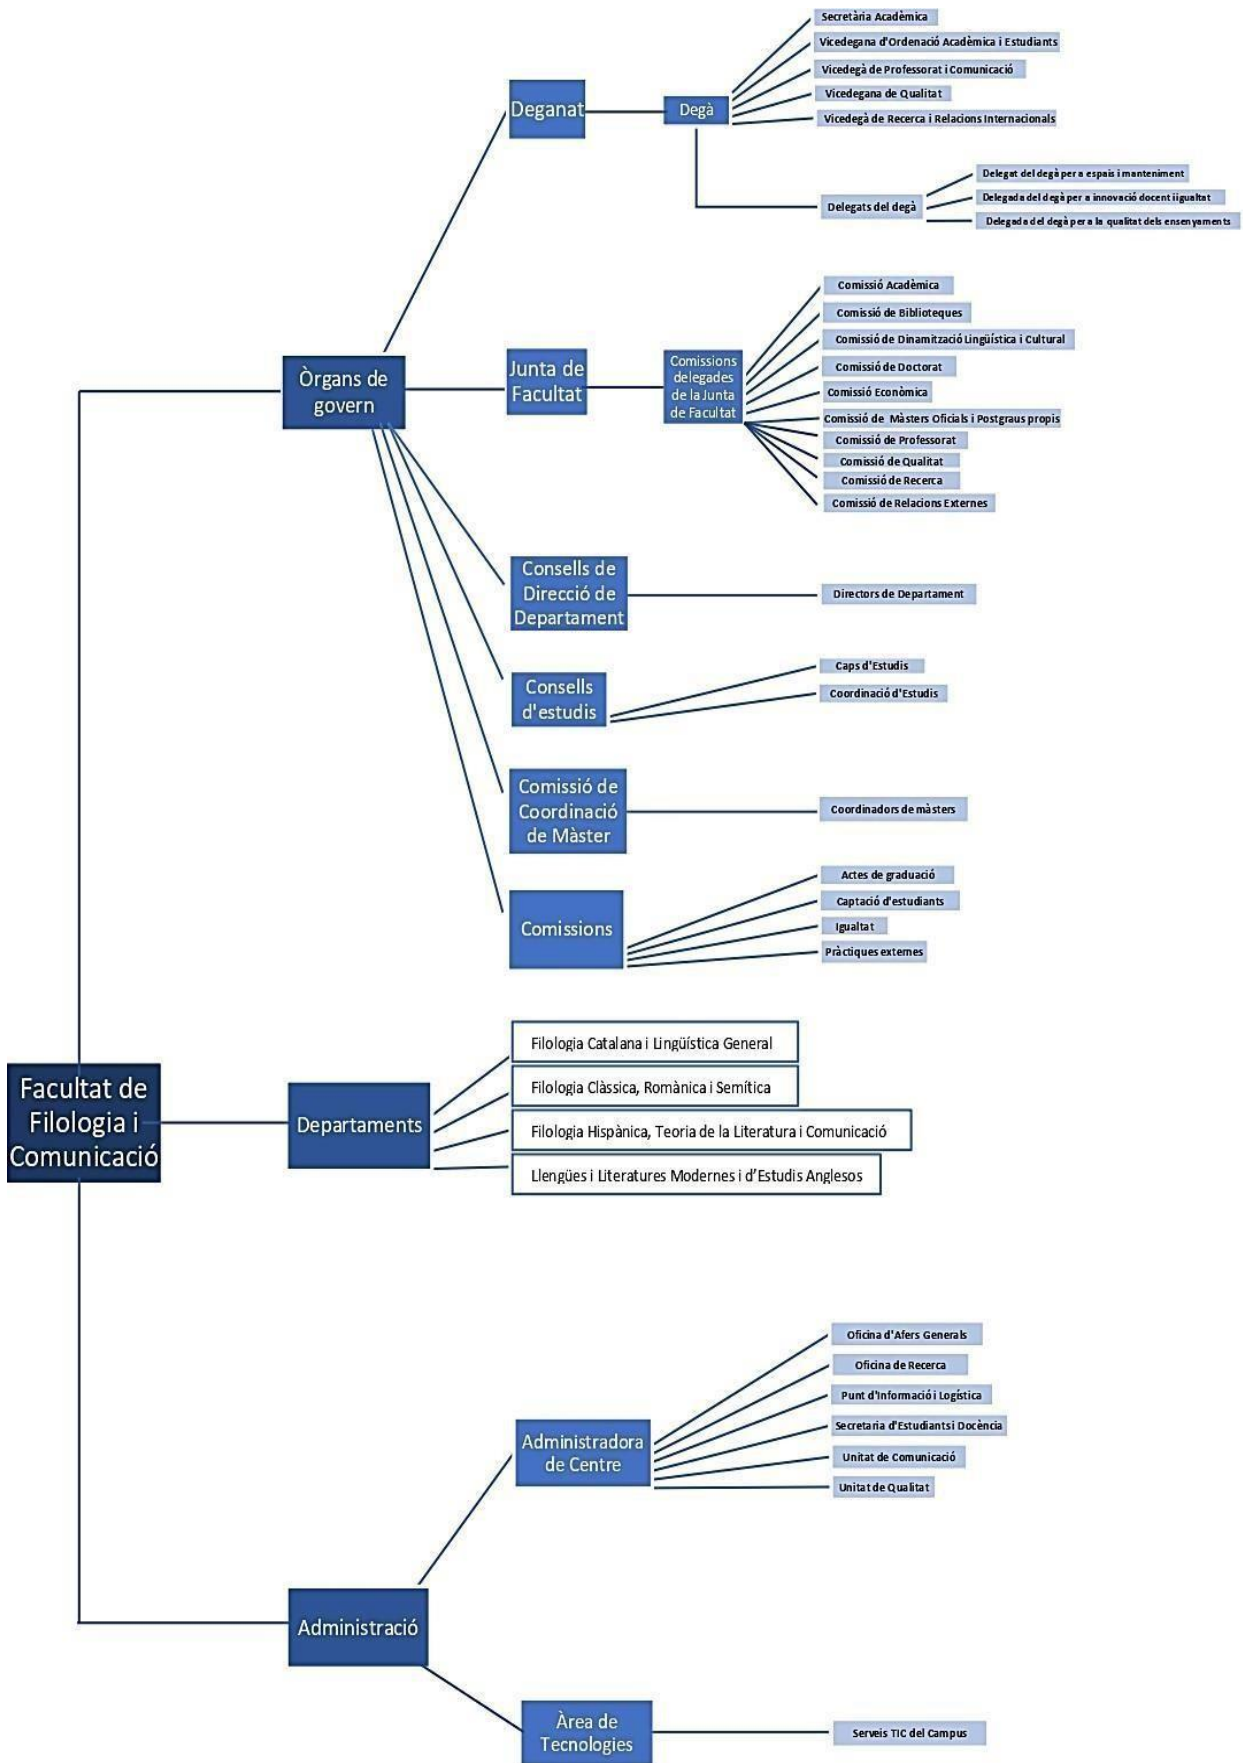 Secretària Acadèmica
Vicedegana d'Ordenació Acadèmica i Estudiants
Vicedegà de Professorat i Comunicació
Vicedegana de Qualitat
Vicedegà de Recerca i Relacions Internacionals
Deganat
Degà
Delegats del degà
Delegat del degà per a espais i manteniment
Delegada del degà per a innovació docent i igualtat
Delegada del degà per a la qualitat dels ensenyaments
Òrgans de
govern
Junta de
Facultat
Comissions
delegades
de la Junta
de Facultat
Comissió Acadèmica
Comissió de Biblioteques
Comissió de Dinamització Lingüística i Cultural
Comissió de Doctorat
Comissió Econòmica
Comissió de Màsters Oficials i Postgraus propis
Comissió de Professorat
Comissió de Qualitat
Comissió de Recerca
Comissió de Relacions Externes
Consells de
Direcció de
Departament
Directors de Departament
Consells
d'estudis
Caps d'Estudis
Coordinació d'Estudis
Comissió de
Coordinació
de Màster
Coordinadors de màsters
Comissions
Actes de graduació
Captació d'estudiants
Igualtat
Pràctiques externes
Facultat de
Filologia i
Comunicació
Departaments
Filologia Catalana i Lingüística General
Filologia Clàssica, Romànica i Semítica
Filologia Hispànica, Teoria de la Literatura i Comunicació
Llengües i Literatures Modernes i d’Estudis Anglesos
Administració
Administradora
de Centre
Oficina d'Afers Generals
Oficina de Recerca
Punt d'Informació i Logística
Secretaria d'Estudiants i Docència
Unitat de Comunicació
Unitat de Qualitat
Àrea de
Tecnologies
Serveis TIC del Campus